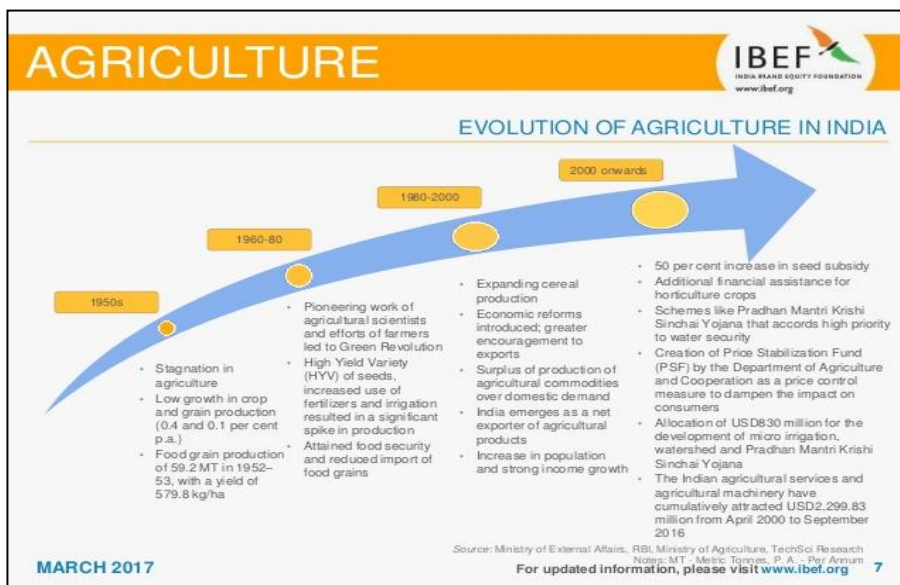 AGRICULTURE
IBEF
INDIA BRAND EQUITY FOUNDATION
www.ibef.org
EVOLUTION OF AGRICULTURE IN INDIA
1950s
• Stagnation in
agriculture
• Low growth in crop
and grain production
(0.4 and 0.1 per cent
p.a.)
• Food grain production
of 59.2 MT in 1952–
53, with a yield of
579.8 kg/ha
1960-80
• Pioneering work of
agricultural scientists
and efforts of farmers
led to Green Revolution
• High Yield Variety
(HYV) of seeds,
increased use of
fertilizers and irrigation
resulted in a significant
spike in production
• Attained food security
and reduced import of
food grains
1980-2000
• Expanding cereal
production
• Economic reforms
introduced; greater
encouragement to
exports
• Surplus of production of
agricultural commodities
over domestic demand
• India emerges as a net
exporter of agricultural
products
• Increase in population
and strong income growth
2000 onwards
• 50 per cent increase in seed subsidy
• Additional financial assistance for
horticulture crops
• Schemes like Pradhan Mantri Krishi
Sinchai Yojana that accords high priority
to water security
• Creation of Price Stabilization Fund
(PSF) by the Department of Agriculture
and Cooperation as a price control
measure to dampen the impact on
consumers
• Allocation of USD830 million for the
development of micro irrigation,
watershed and Pradhan Mantri Krishi
Sinchai Yojana
• The Indian agricultural services and
agricultural machinery have
cumulatively attracted USD2,299.83
million from April 2000 to September
2016
Source: Ministry of External Affairs, RBI, Ministry of Agriculture, TechSci Research
Notes: MT - Metric Tonnes, P. A. - Per Annum
MARCH 2017
For updated information, please visit www.ibef.org
7